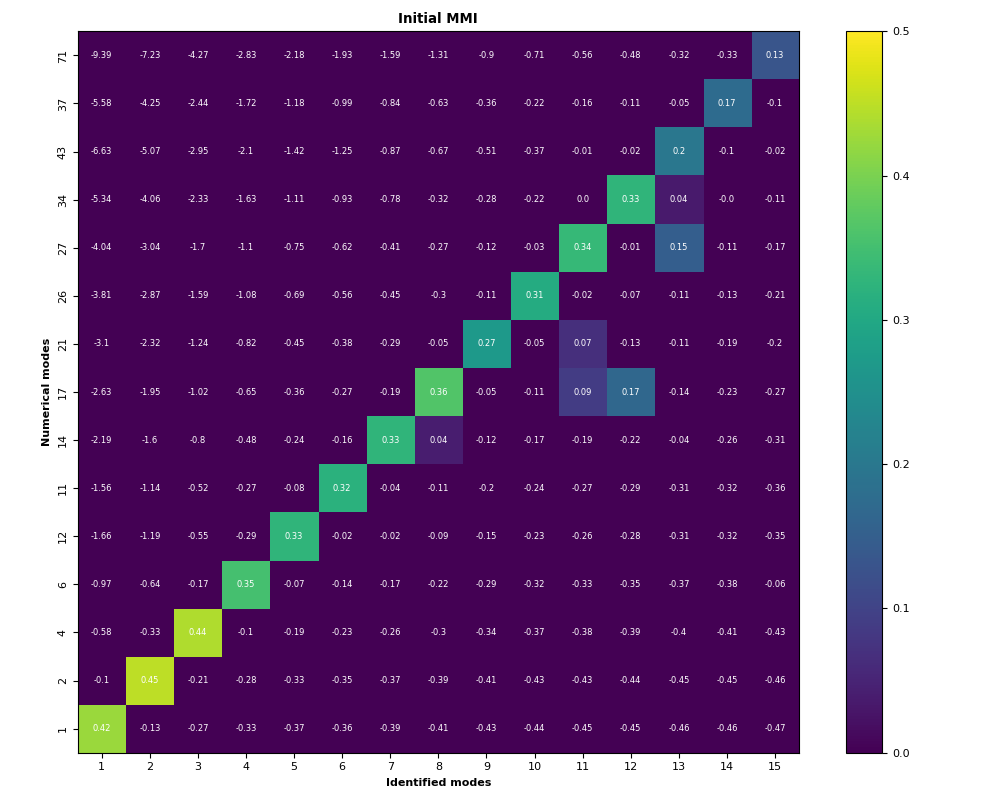 Initial MMI
71 -9.39 -7.23 -4.27 -2.83 -2.18 -1.93 -1.59 -1.31 -0.9 -0.71 -0.56 -0.48 -0.32 -0.33 0.13
37 -5.58 -4.25 -2.44 -1.72 -1.18 -0.99 -0.84 -0.63 -0.36 -0.22 -0.16 -0.11 -0.05 0.17 -0.1
43 -6.63 -5.07 -2.95 -2.1 -1.42 -1.25 -0.87 -0.67 -0.51 -0.37 -0.01 -0.02 0.2 -0.1 -0.02
34 -5.34 -4.06 -2.33 -1.63 -1.11 -0.93 -0.78 -0.32 -0.28 -0.22 0.0 0.33 0.04 -0.0 -0.11
27 -4.04 -3.04 -1.7 -1.1 -0.75 -0.62 -0.41 -0.27 -0.12 -0.03 0.34 -0.01 0.15 -0.11 -0.17
26 -3.81 -2.87 -1.59 -1.08 -0.69 -0.56 -0.45 -0.3 -0.11 0.31 -0.02 -0.07 -0.11 -0.13 -0.21
21 -3.1 -2.32 -1.24 -0.82 -0.45 -0.38 -0.29 -0.05 0.27 -0.05 0.07 -0.13 -0.11 -0.19 -0.2
17 -2.63 -1.95 -1.02 -0.65 -0.36 -0.27 -0.19 0.36 -0.05 -0.11 0.09 0.17 -0.14 -0.23 -0.27
14 -2.19 -1.6 -0.8 -0.48 -0.24 -0.16 0.33 0.04 -0.12 -0.17 -0.19 -0.22 -0.04 -0.26 -0.31
11 -1.56 -1.14 -0.52 -0.27 -0.08 0.32 -0.04 -0.11 -0.2 -0.24 -0.27 -0.29 -0.31 -0.32 -0.36
12 -1.66 -1.19 -0.55 -0.29 0.33 -0.02 -0.02 -0.09 -0.15 -0.23 -0.26 -0.28 -0.31 -0.32 -0.35
6 -0.97 -0.64 -0.17 0.35 -0.07 -0.14 -0.17 -0.22 -0.29 -0.32 -0.33 -0.35 -0.37 -0.38 -0.06
4 -0.58 -0.33 0.44 -0.1 -0.19 -0.23 -0.26 -0.3 -0.34 -0.37 -0.38 -0.39 -0.4 -0.41 -0.43
2 -0.1 0.45 -0.21 -0.28 -0.33 -0.35 -0.37 -0.39 -0.41 -0.43 -0.43 -0.44 -0.45 -0.45 -0.46
1 0.42 -0.13 -0.27 -0.33 -0.37 -0.36 -0.39 -0.41 -0.43 -0.44 -0.45 -0.45 -0.46 -0.46 -0.47
1 2 3 4 5 6 7 8 9 10 11 12 13 14 15
Identified modes
Numerical modes
0.5
0.4
0.3
0.2
0.1
0.0